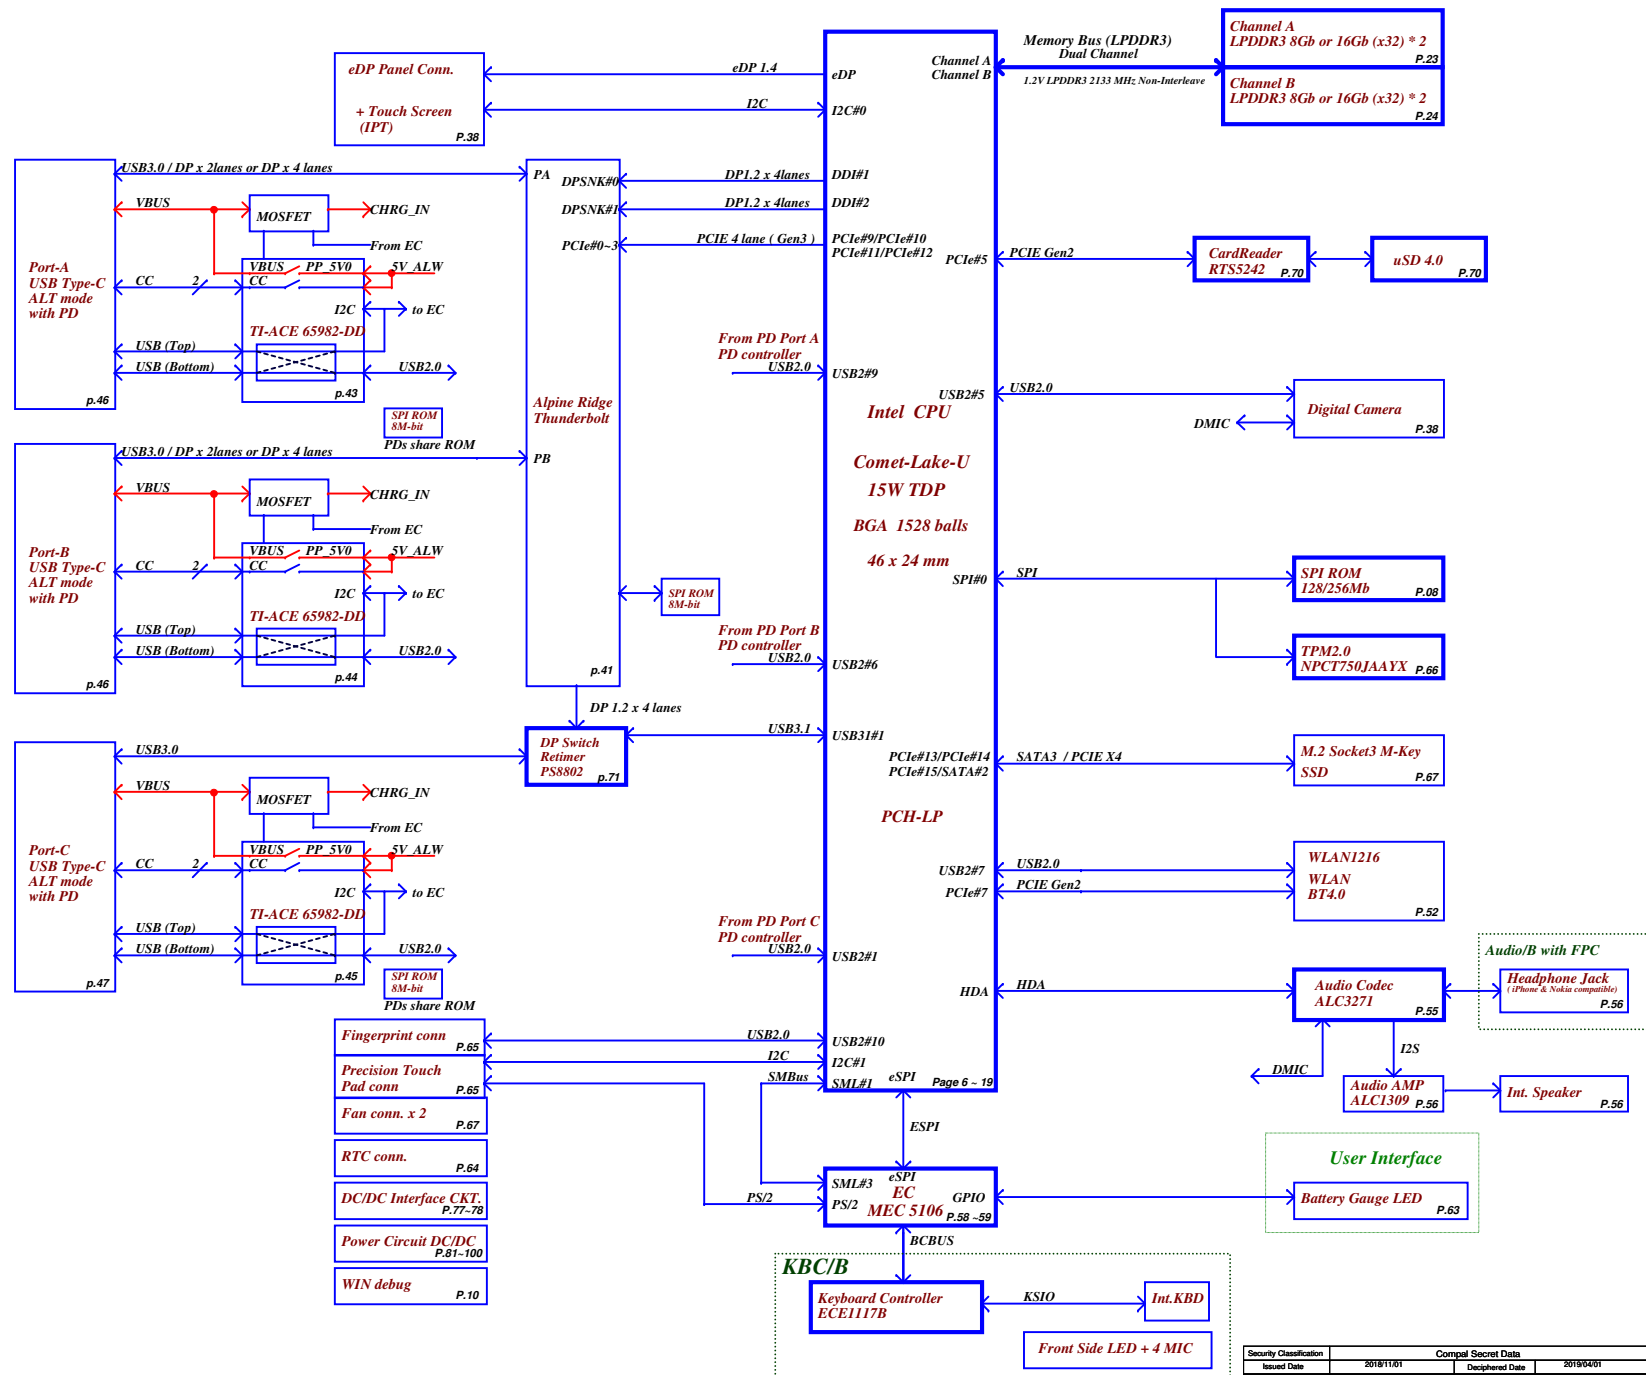 eDP Panel Conn.
+ Touch Screen
(IPT)
P.38
eDP 1.4
I2C
eDP
I2C#0
Channel A
Channel B
Memory Bus (LPDDR3)
Dual Channel
1.2V LPDDR3 2133 MHz Non-Interleave
Channel A
LPDDR3 8Gb or 16Gb (x32) * 2
P.23
Channel B
LPDDR3 8Gb or 16Gb (x32) * 2
P.24
USB3.0 / DP x 2lanes or DP x 4 lanes
VBUS
MOSFET
CHRG_IN
From EC
Port-A
USB Type-C
ALT mode
with PD
VBUS
PP_5V0
5V_ALW
CC
2
CC
I2C
to EC
TI-ACE 65982-DD
USB (Top)
USB (Bottom)
USB2.0
p.46
p.43
SPI ROM
8M-bit
PDs share ROM
PA
DPSNK#0
DPSNK#1
PCIe#0~3
DP1.2 x 4lanes
DP1.2 x 4lanes
PCIE 4 lane ( Gen3 )
DDI#1
DDI#2
PCIe#9/PCIe#10
PCIe#11/PCIe#12
PCIe#5
PCIE Gen2
CardReader
RTS5242
P.70
uSD 4.0
P.70
From PD Port A
PD controller
USB2.0
USB2#9
USB2#5
USB2.0
DMIC
Digital Camera
P.38
Alpine Ridge
Thunderbolt
Intel CPU
Comet-Lake-U
15W TDP
BGA 1528 balls
46 x 24 mm
USB3.0 / DP x 2lanes or DP x 4 lanes
PB
VBUS
MOSFET
CHRG_IN
From EC
Port-B
USB Type-C
ALT mode
with PD
VBUS
PP_5V0
5V_ALW
CC
2
CC
I2C
to EC
TI-ACE 65982-DD
USB (Top)
USB (Bottom)
USB2.0
p.46
p.44
SPI ROM
8M-bit
p.41
From PD Port B
PD controller
USB2.0
USB2#6
SPI#0
SPI
SPI ROM
128/256Mb
P.08
TPM2.0
NPCT750JAAYX
P.66
DP 1.2 x 4 lanes
USB3.0
DP Switch
Retimer
PS8802
p.71
USB3.1
USB31#1
PCIe#13/PCIe#14
PCIe#15/SATA#2
SATA3 / PCIE X4
M.2 Socket3 M-Key
SSD
P.67
PCH-LP
VBUS
MOSFET
CHRG_IN
From EC
Port-C
USB Type-C
ALT mode
with PD
VBUS
PP_5V0
5V_ALW
CC
2
CC
I2C
to EC
TI-ACE 65982-DD
USB (Top)
USB (Bottom)
USB2.0
p.47
p.45
SPI ROM
8M-bit
PDs share ROM
From PD Port C
PD controller
USB2.0
USB2#1
USB2#7
PCIe#7
USB2.0
PCIE Gen2
WLAN1216
WLAN
BT4.0
P.52
HDA
HDA
Audio Codec
ALC3271
P.55
Audio/B with FPC
Headphone Jack
( iPhone & Nokia compatible)
P.56
DMIC
I2S
Audio AMP
ALC1309
P.56
Int. Speaker
P.56
Fingerprint conn
P.65
USB2.0
USB2#10
Precision Touch
Pad conn
P.65
I2C
I2C#1
SMBus
SML#1
eSPI
Page 6 ~ 19
Fan conn. x 2
P.67
RTC conn.
P.64
DC/DC Interface CKT.
P.77~78
Power Circuit DC/DC
P.81~100
WIN debug
P.10
ESPI
PS/2
SML#3
PS/2
eSPI
EC
MEC 5106
GPIO
P.58 ~59
User Interface
Battery Gauge LED
P.63
BCBUS
KBC/B
Keyboard Controller
ECE1117B
KSIO
Int.KBD
Front Side LED + 4 MIC
Security Classification
Compal Secret Data
Issued Date
2018/11/01
Deciphered Date
2019/04/01